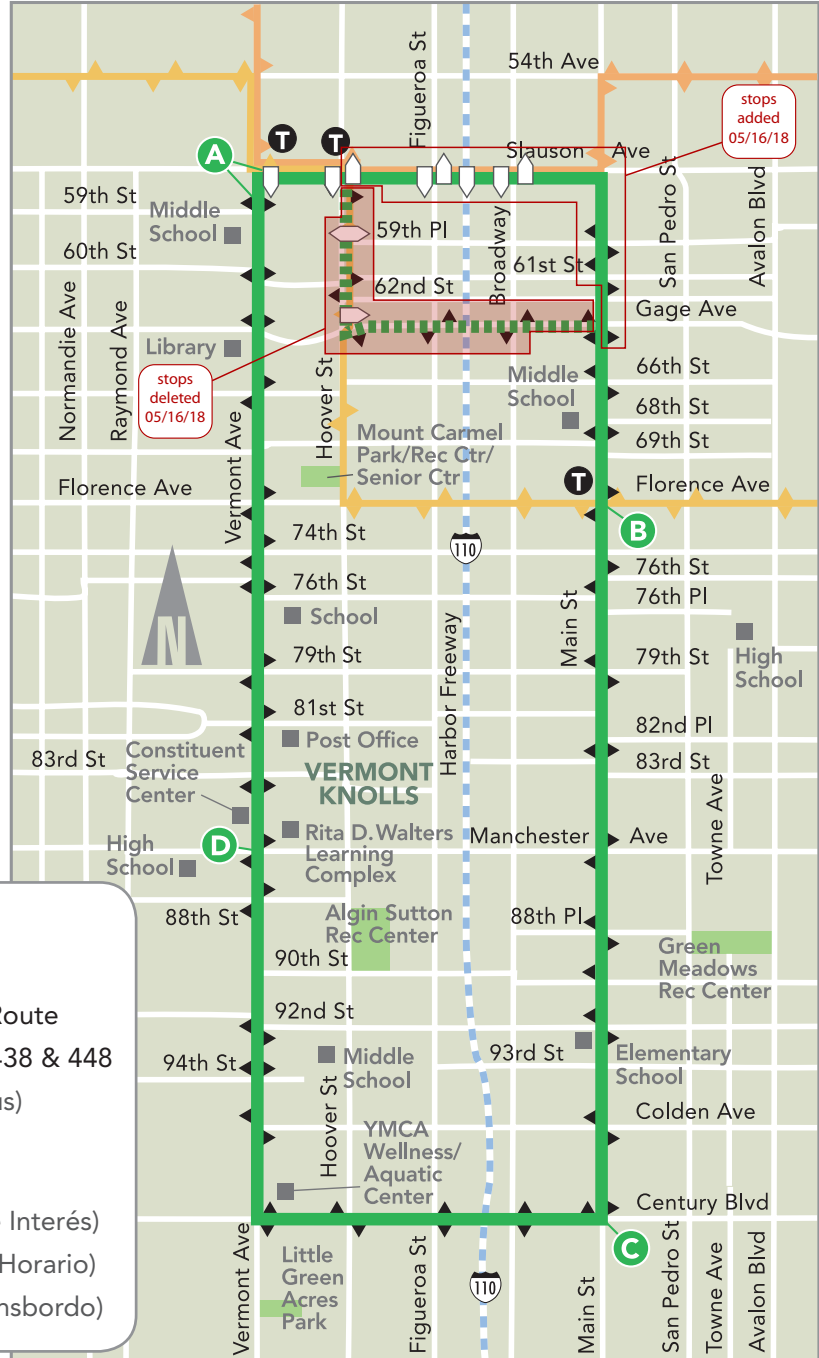 Figueroa St
54th Ave
stops
added
05/16/18
T
T
A
Slauson Ave
59th St
Middle
School
59th Pl
San Pedro St
Avalon Blvd
60th St
Broadway
61st St
62nd St
Gage Ave
Normandie Ave
Raymond Ave
Library
stops
deleted
05/16/18
Hoover St
Middle
School
66th St
68th St
69th St
Vermont Ave
Mount Carmel
Park/Rec Ctr/
Senior Ctr
T
Florence Ave
Florence Ave
B
74th St
110
76th St
76th St
76th Pl
School
N
Main St
Harbor Freeway
79th St
79th St
High
School
81st St
82nd Pl
Post Office
83rd St
Constituent
Service
Center
83rd St
VERMONT
KNOLLS
Towne Ave
D
High
School
Rita D. Walters
Learning
Complex
Manchester Ave
88th St
Algin Sutton
Rec Center
88th Pl
Green
Meadows
Rec Center
90th St
92nd St
Route
438 & 448
94th St
Middle
School
93rd St
Elementary
School
s)
Hoover St
Colden Ave
YMCA
Wellness/
Aquatic
Center
Century Blvd
Interés)
Horario)
nsbordo)
C
Vermont Ave
Little
Green
Acres
Park
Figueroa St
110
Main St
San Pedro St
Towne Ave
Avalon Blvd